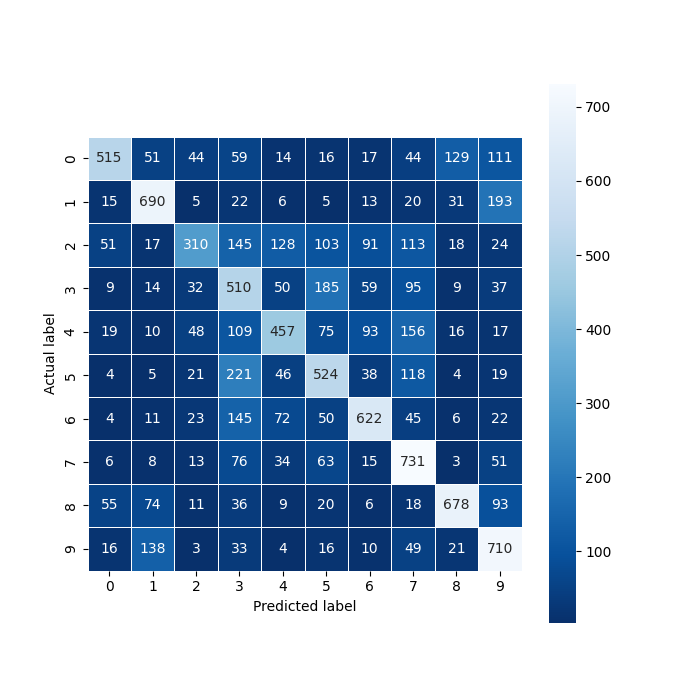 0 515 51 44 59 14 16 17 44 129 111
1 15 690 5 22 6 5 13 20 31 193
2 51 17 310 145 128 103 91 113 18 24
3 9 14 32 510 50 185 59 95 9 37
4 19 10 48 109 457 75 93 156 16 17
5 4 5 21 221 46 524 38 118 4 19
6 4 11 23 145 72 50 622 45 6 22
7 6 8 13 76 34 63 15 731 3 51
8 55 74 11 36 9 20 6 18 678 93
9 16 138 3 33 4 16 10 49 21 710
0 1 2 3 4 5 6 7 8 9
Predicted label
Actual label
700
600
500
400
300
200
100